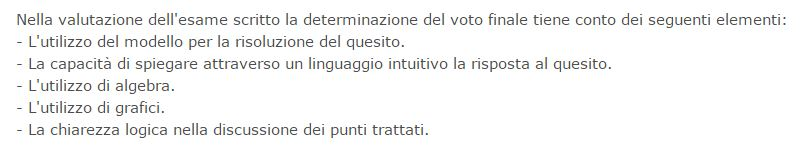 Nella valutazione dell'esame scritto la determinazione del voto finale tiene conto dei seguenti elementi:
- L'utilizzo del modello per la risoluzione del quesito.
- La capacità di spiegare attraverso un linguaggio intuitivo la risposta al quesito.
- L'utilizzo di algebra.
- L'utilizzo di grafici.
- La chiarezza logica nella discussione dei punti trattati.